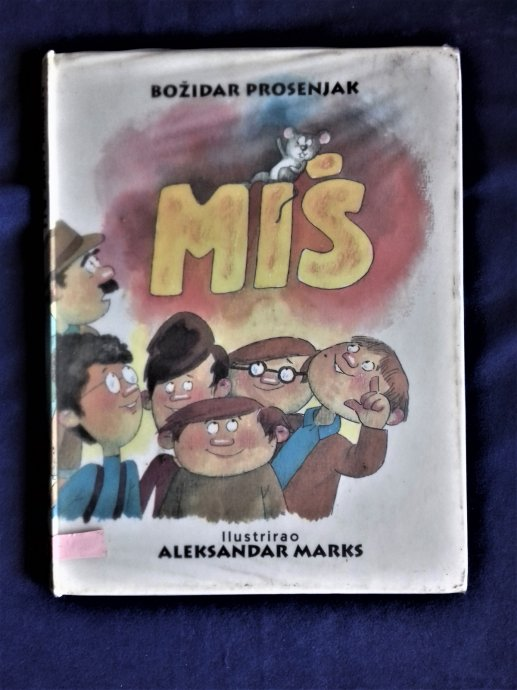 BOŽIDAR PROSENJAK
MIŠ
Ilustrirao
ALEKSANDAR MARKS